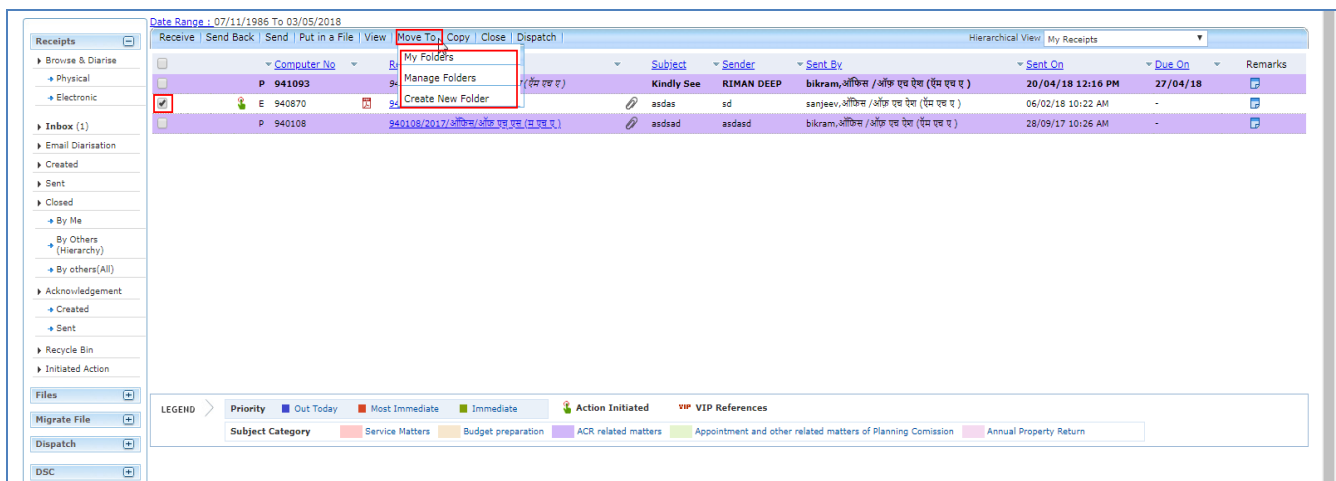 Date Range : 07/11/1986 To 03/05/2018
Receipts
Browse & Diarise
Physical
Electronic
Inbox (1)
Email Diarisation
Created
Sent
Closed
By Me
By Others
(Hierarchy)
By others(All)
Acknowledgement
Created
Sent
Recycle Bin
Initiated Action
Files
Migrate File
Dispatch
DSC
Receive | Send Back | Send | Put in a File | View | Move To | Copy | Close | Dispatch |
Hierarchical View My Receipts
My Folders
Manage Folders
Create New Folder
Computer No Subject Sender Sent By Sent On Due On Remarks
P 941093 Kindly See RIMAN DEEP bikram,ऑफिस /ऑफ़ एच ऐश (ऍम एच ए ) 20/04/18 12:16 PM 27/04/18
E 940870 asdas sd sanjeev,ऑफिस /ऑफ़ एच ऐश (ऍम एच ए ) 06/02/18 10:22 AM -
P 940108 940108/2017/ऑफिस/ऑफ़ एच एस (म एच ए ) asdsad asdasd bikram,ऑफिस /ऑफ़ एच ऐश (ऍम एच ए ) 28/09/17 10:26 AM -
LEGEND Priority Out Today Most Immediate Immediate Action Initiated VIP VIP References
Subject Category Service Matters Budget preparation ACR related matters Appointment and other related matters of Planning Comission Annual Property Return